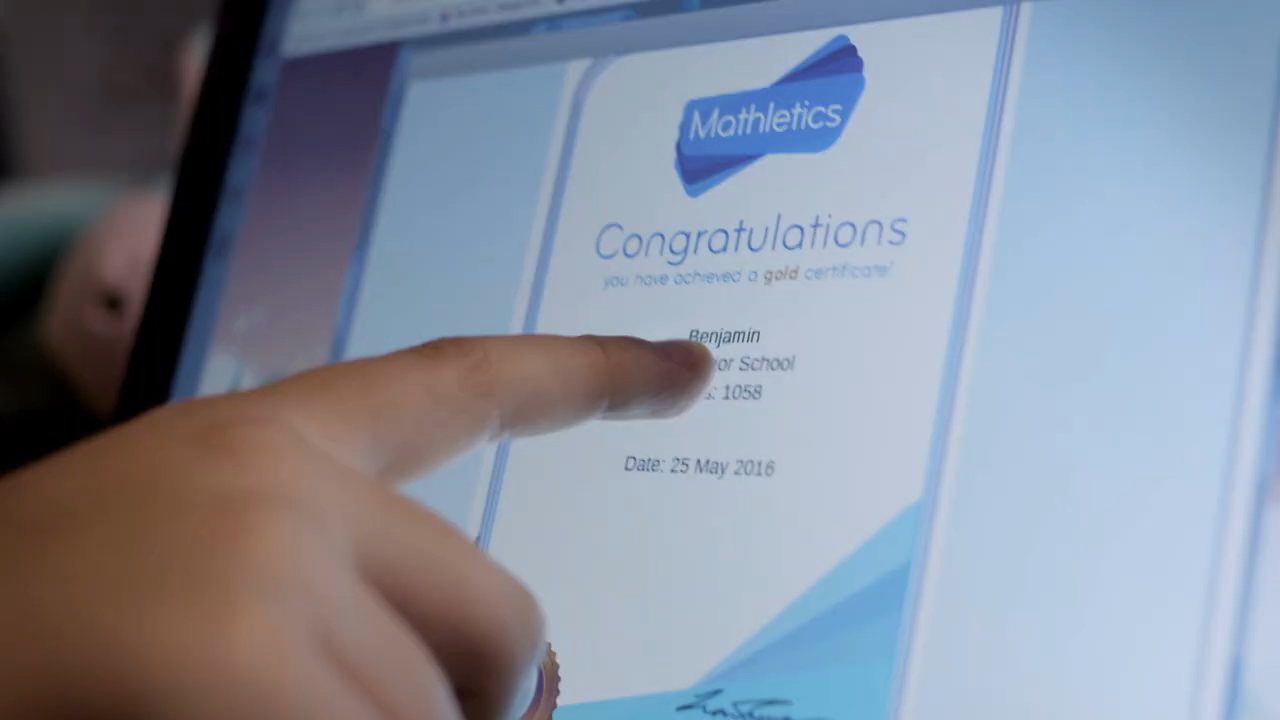 Mathletics
Congratulations
you have achieved a gold certificate!
Benjamin
School
1058
Date: 25 May 2016